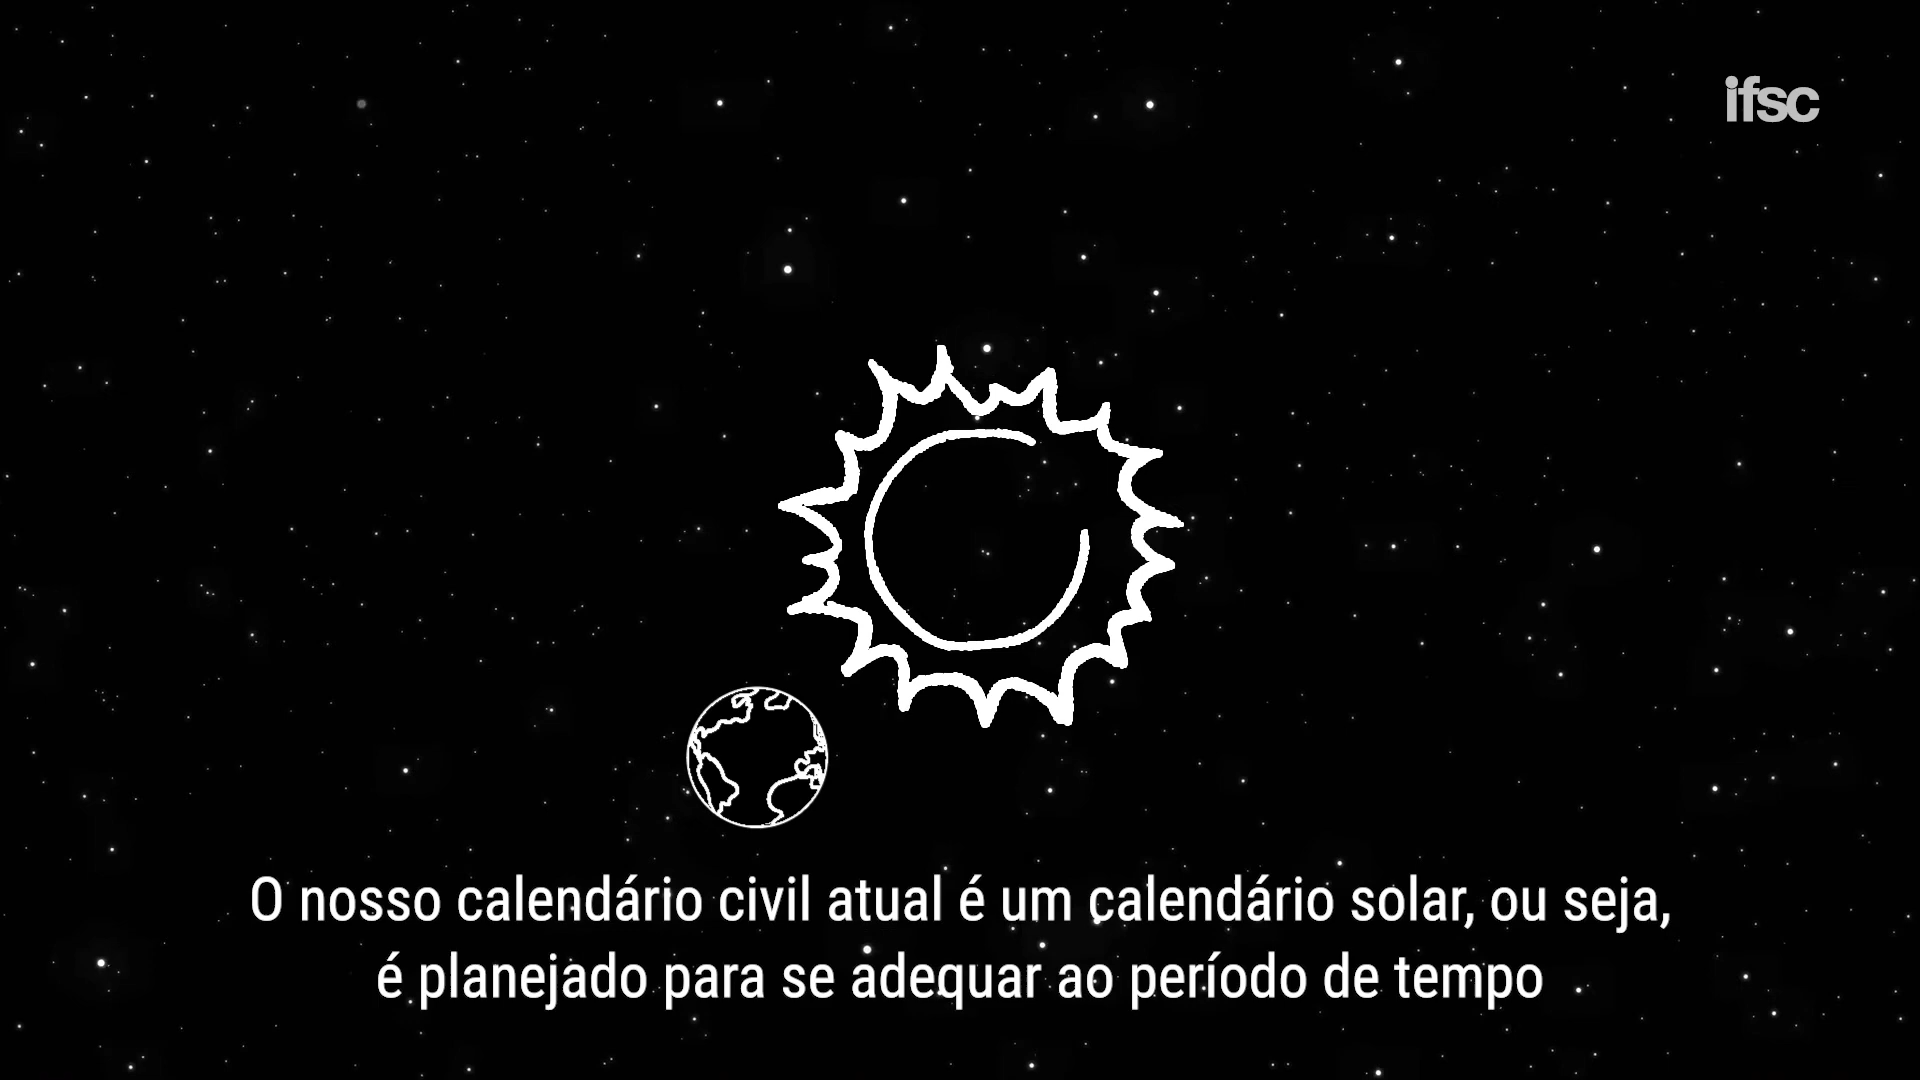 ifsc
O nosso calendário civil atual é um calendário solar, ou seja,
é planejado para se adequar ao período de tempo